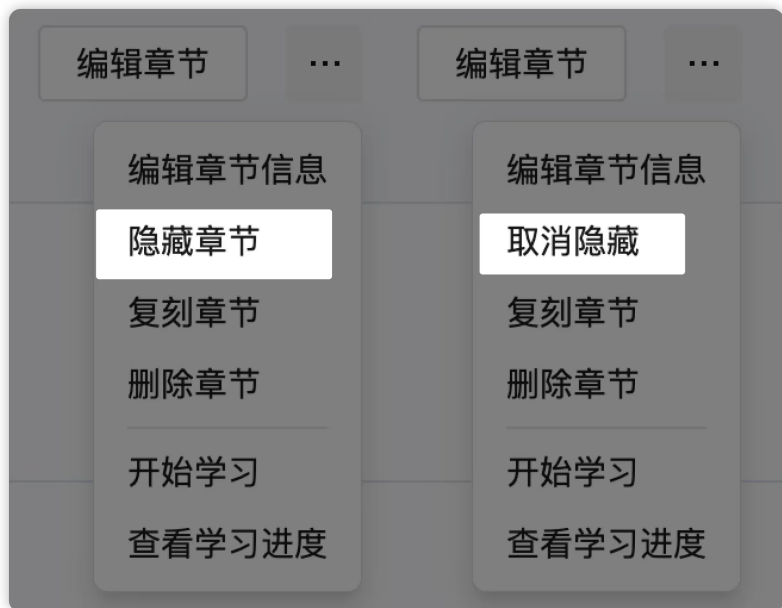 编辑章节 ...
编辑章节信息
隐藏章节
复刻章节
删除章节
开始学习
查看学习进度
编辑章节 ...
编辑章节信息
取消隐藏
复刻章节
删除章节
开始学习
查看学习进度